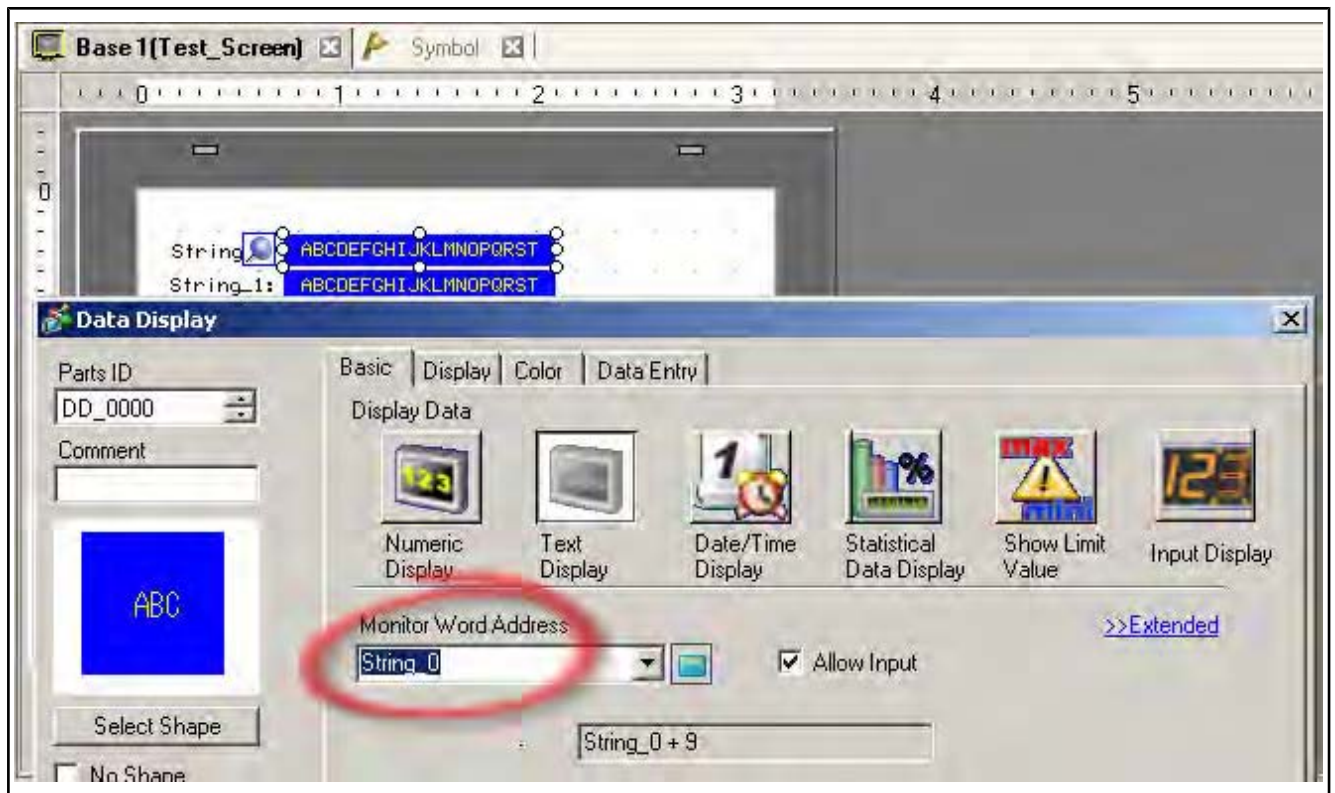 Base 1(Test_Screen) Symbol
0 1 2 3 4 5
0
String ABCDEFGHIJKLMNOPQRST
String_1: ABCDEFGHIJKLMNOPQRST
Data Display
Parts ID
DD_0000
Comment
ABC
Select Shape
No Shape
Basic Display Color Data Entry
Display Data
Numeric Display
Text Display
Date/Time Display
Statistical Data Display
Show Limit Value
Input Display
Monitor Word Address
>>Extended
String_0
Allow Input
String_0 + 9